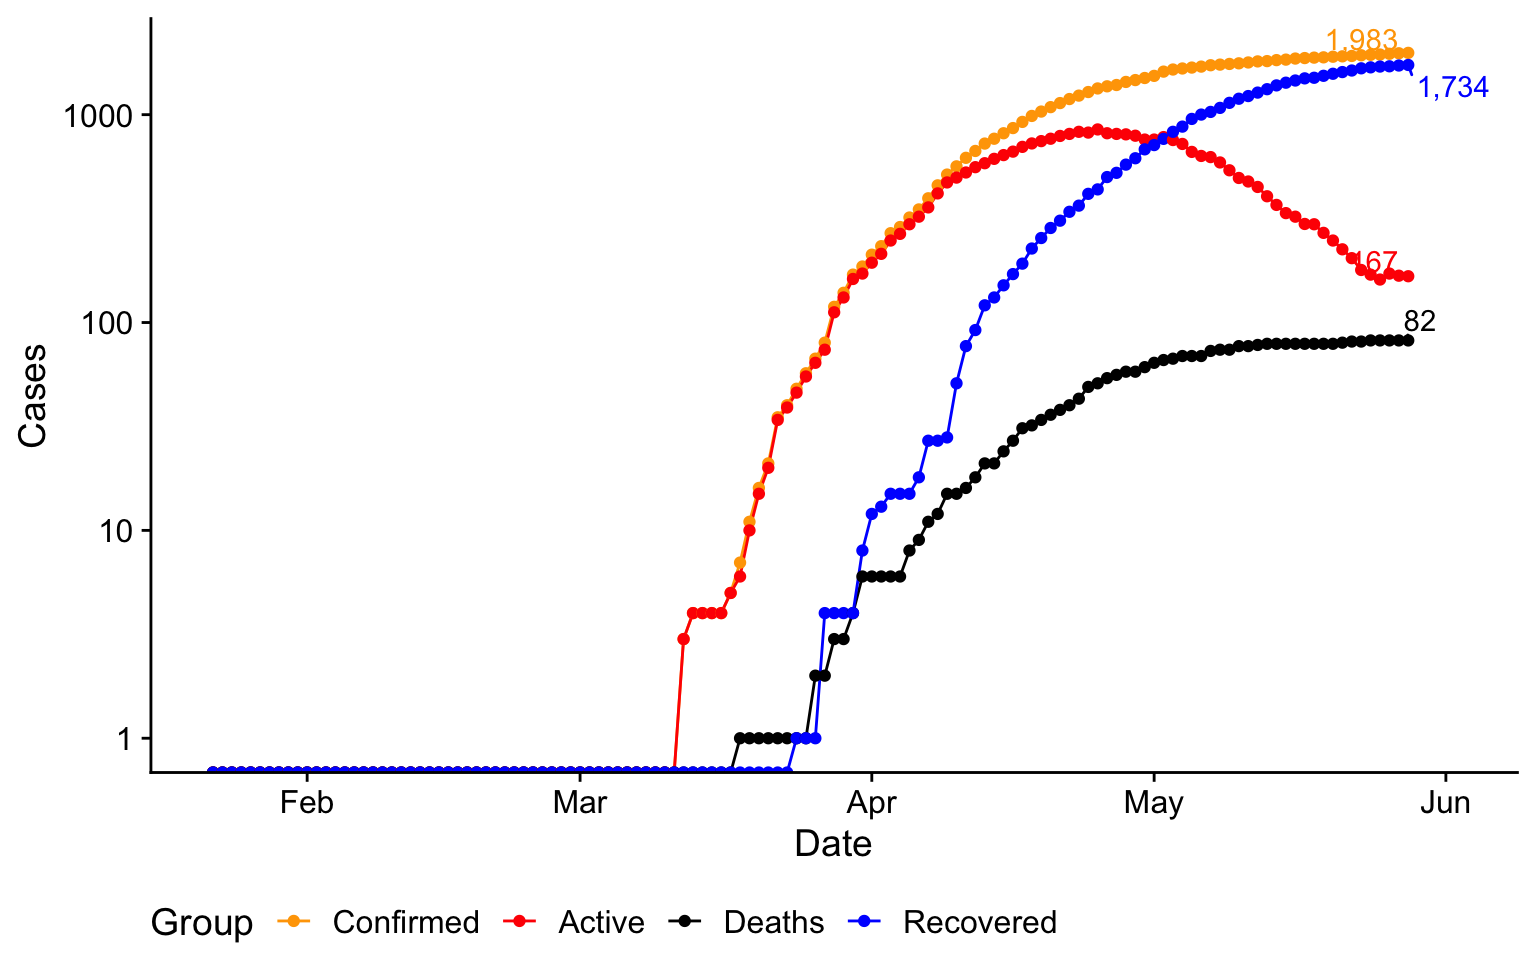 1,983
1,734
1000
167
82
100
10
1
Cases
Feb Mar Apr May Jun
Date
Group Confirmed Active Deaths Recovered